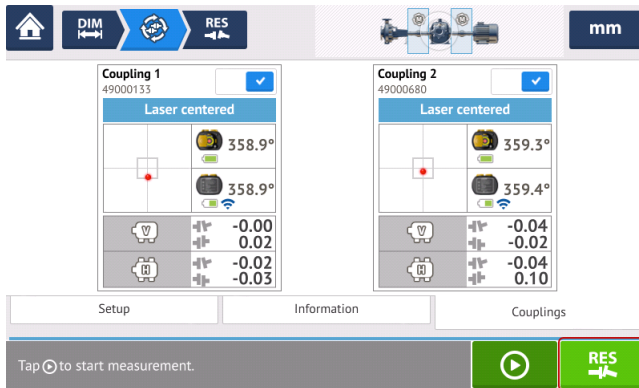 DIM
RES
mm
Coupling 1
49000133
Laser centered
358.9°
358.9°
V
-0.00
0.02
H
-0.02
-0.03
Coupling 2
49000680
Laser centered
359.3°
359.4°
V
-0.04
-0.02
H
-0.04
0.10
Setup
Information
Couplings
Tap to start measurement.
RES